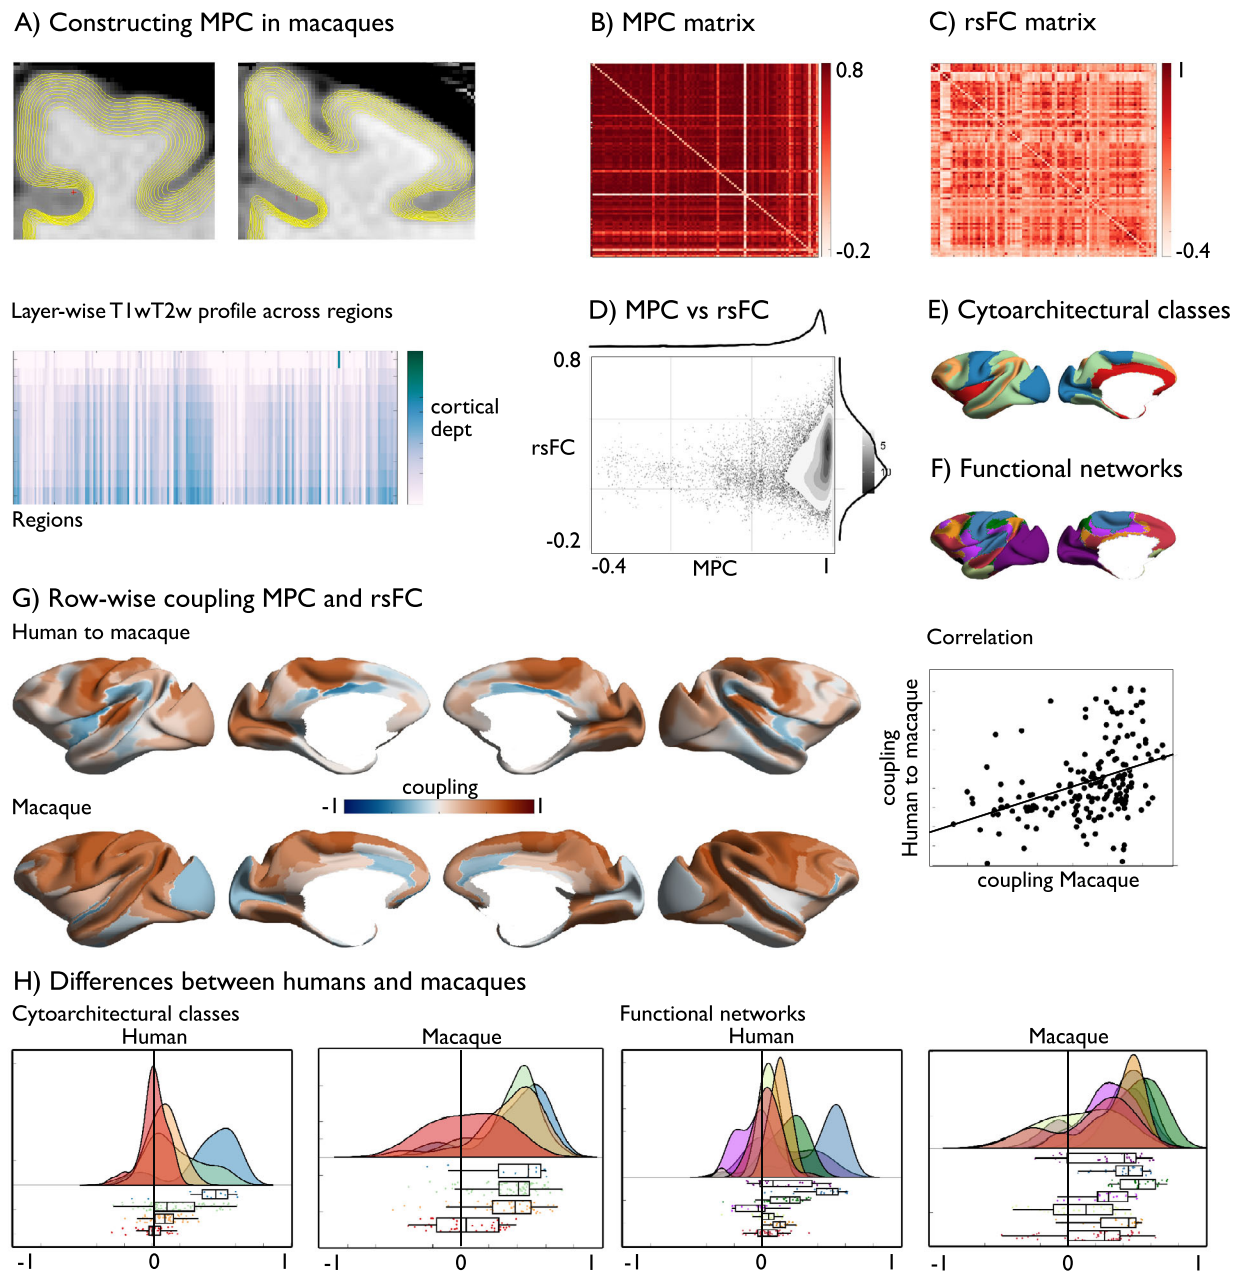 A) Constructing MPC in macaques
B) MPC matrix
C) rsFC matrix
0.8
-0.2
1
-0.4
Layer-wise T1wT2w profile across regions
cortical
dept
Regions
D) MPC vs rsFC
0.8
rsFC
-0.2
-0.4
MPC
1
5
10
E) Cytoarchitectural classes
F) Functional networks
G) Row-wise coupling MPC and rsFC
Human to macaque
coupling
-1
1
Macaque
Correlation
coupling
Human to macaque
coupling Macaque
H) Differences between humans and macaques
Cytoarchitectural classes
Functional networks
Human
Macaque
Human
Macaque
-1
0
1
-1
0
1
-1
0
1
-1
0
1